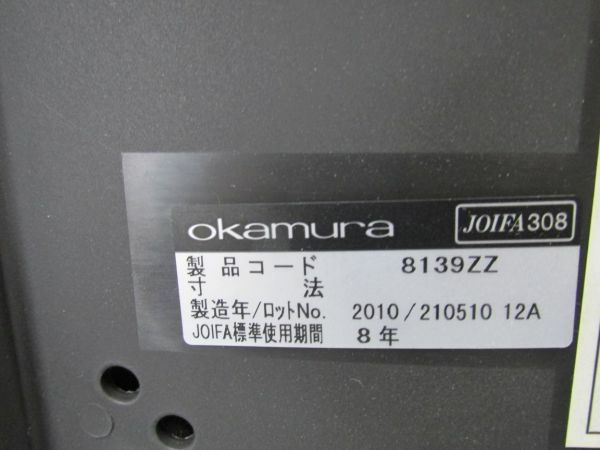 okamura JOIFA308
製品コード 8139ZZ
寸法
製造年/ロットNo. 2010/210510 12A
JOIFA標準使用期間 8年